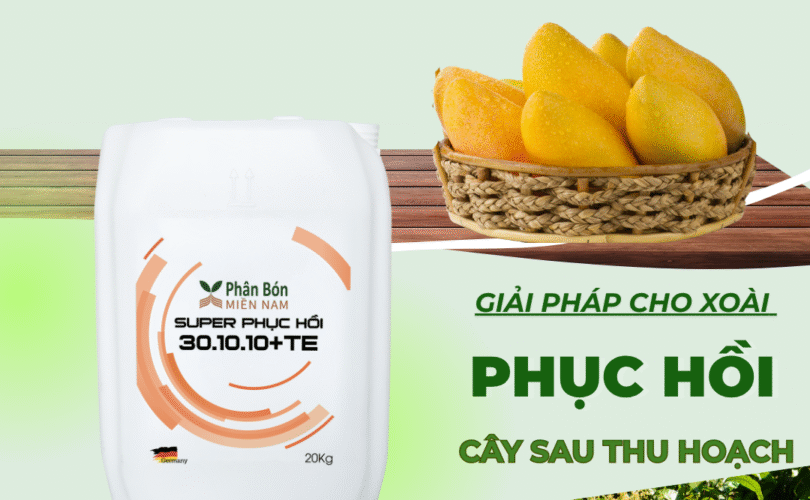 Phân Bón
MIỀN NAM
SUPER PHỤC HỒI
30.10.10+TE
Germany
20Kg
GIẢI PHÁP CHO XOÀI
PHỤC HỒI
CÂY SAU THU HOẠCH